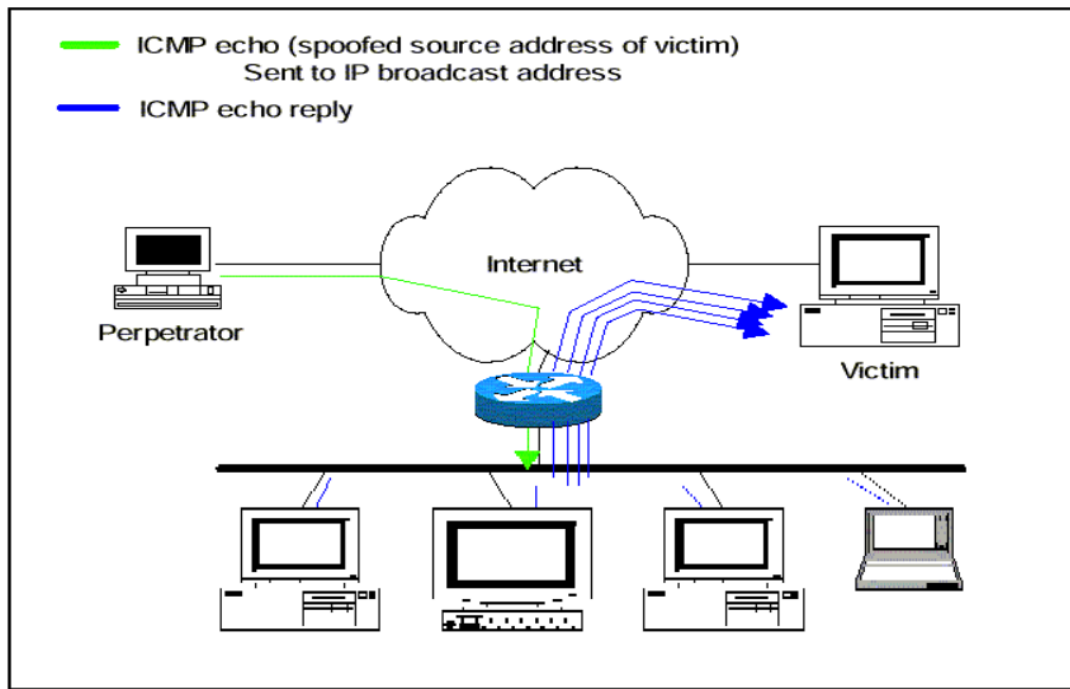 ICMP echo (spoofed source address of victim)
Sent to IP broadcast address
ICMP echo reply
Internet
Perpetrator
Victim